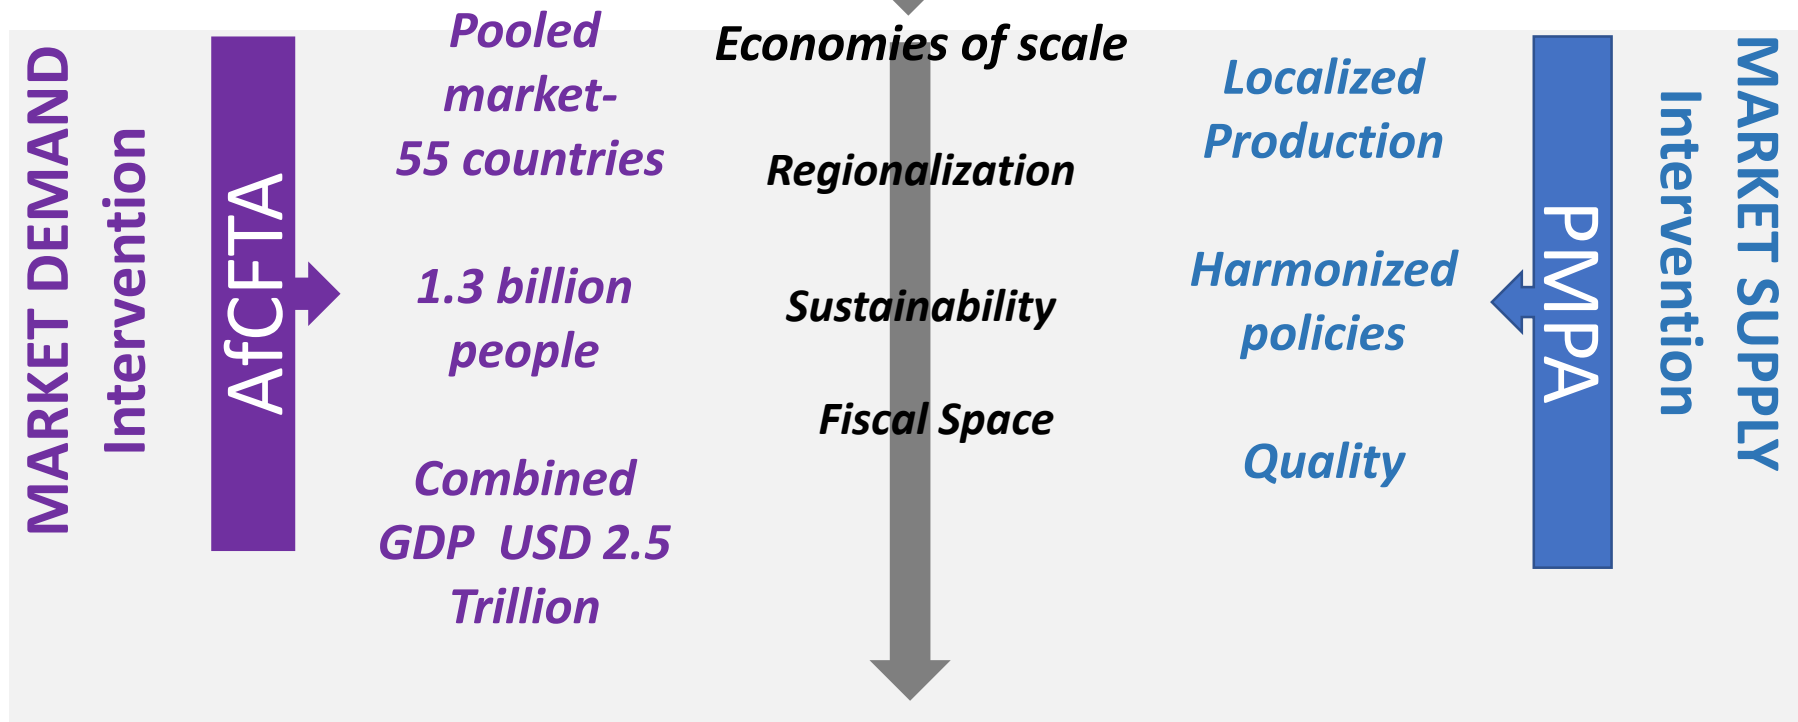 MARKET DEMAND
Intervention
AfCFTA
Pooled
market-
55 countries
1.3 billion
people
Combined
GDP USD 2.5
Trillion
Economies of scale
Regionalization
Sustainability
Fiscal Space
Localized
Production
Harmonized
policies
Quality
PMPA
Intervention
MARKET SUPPLY